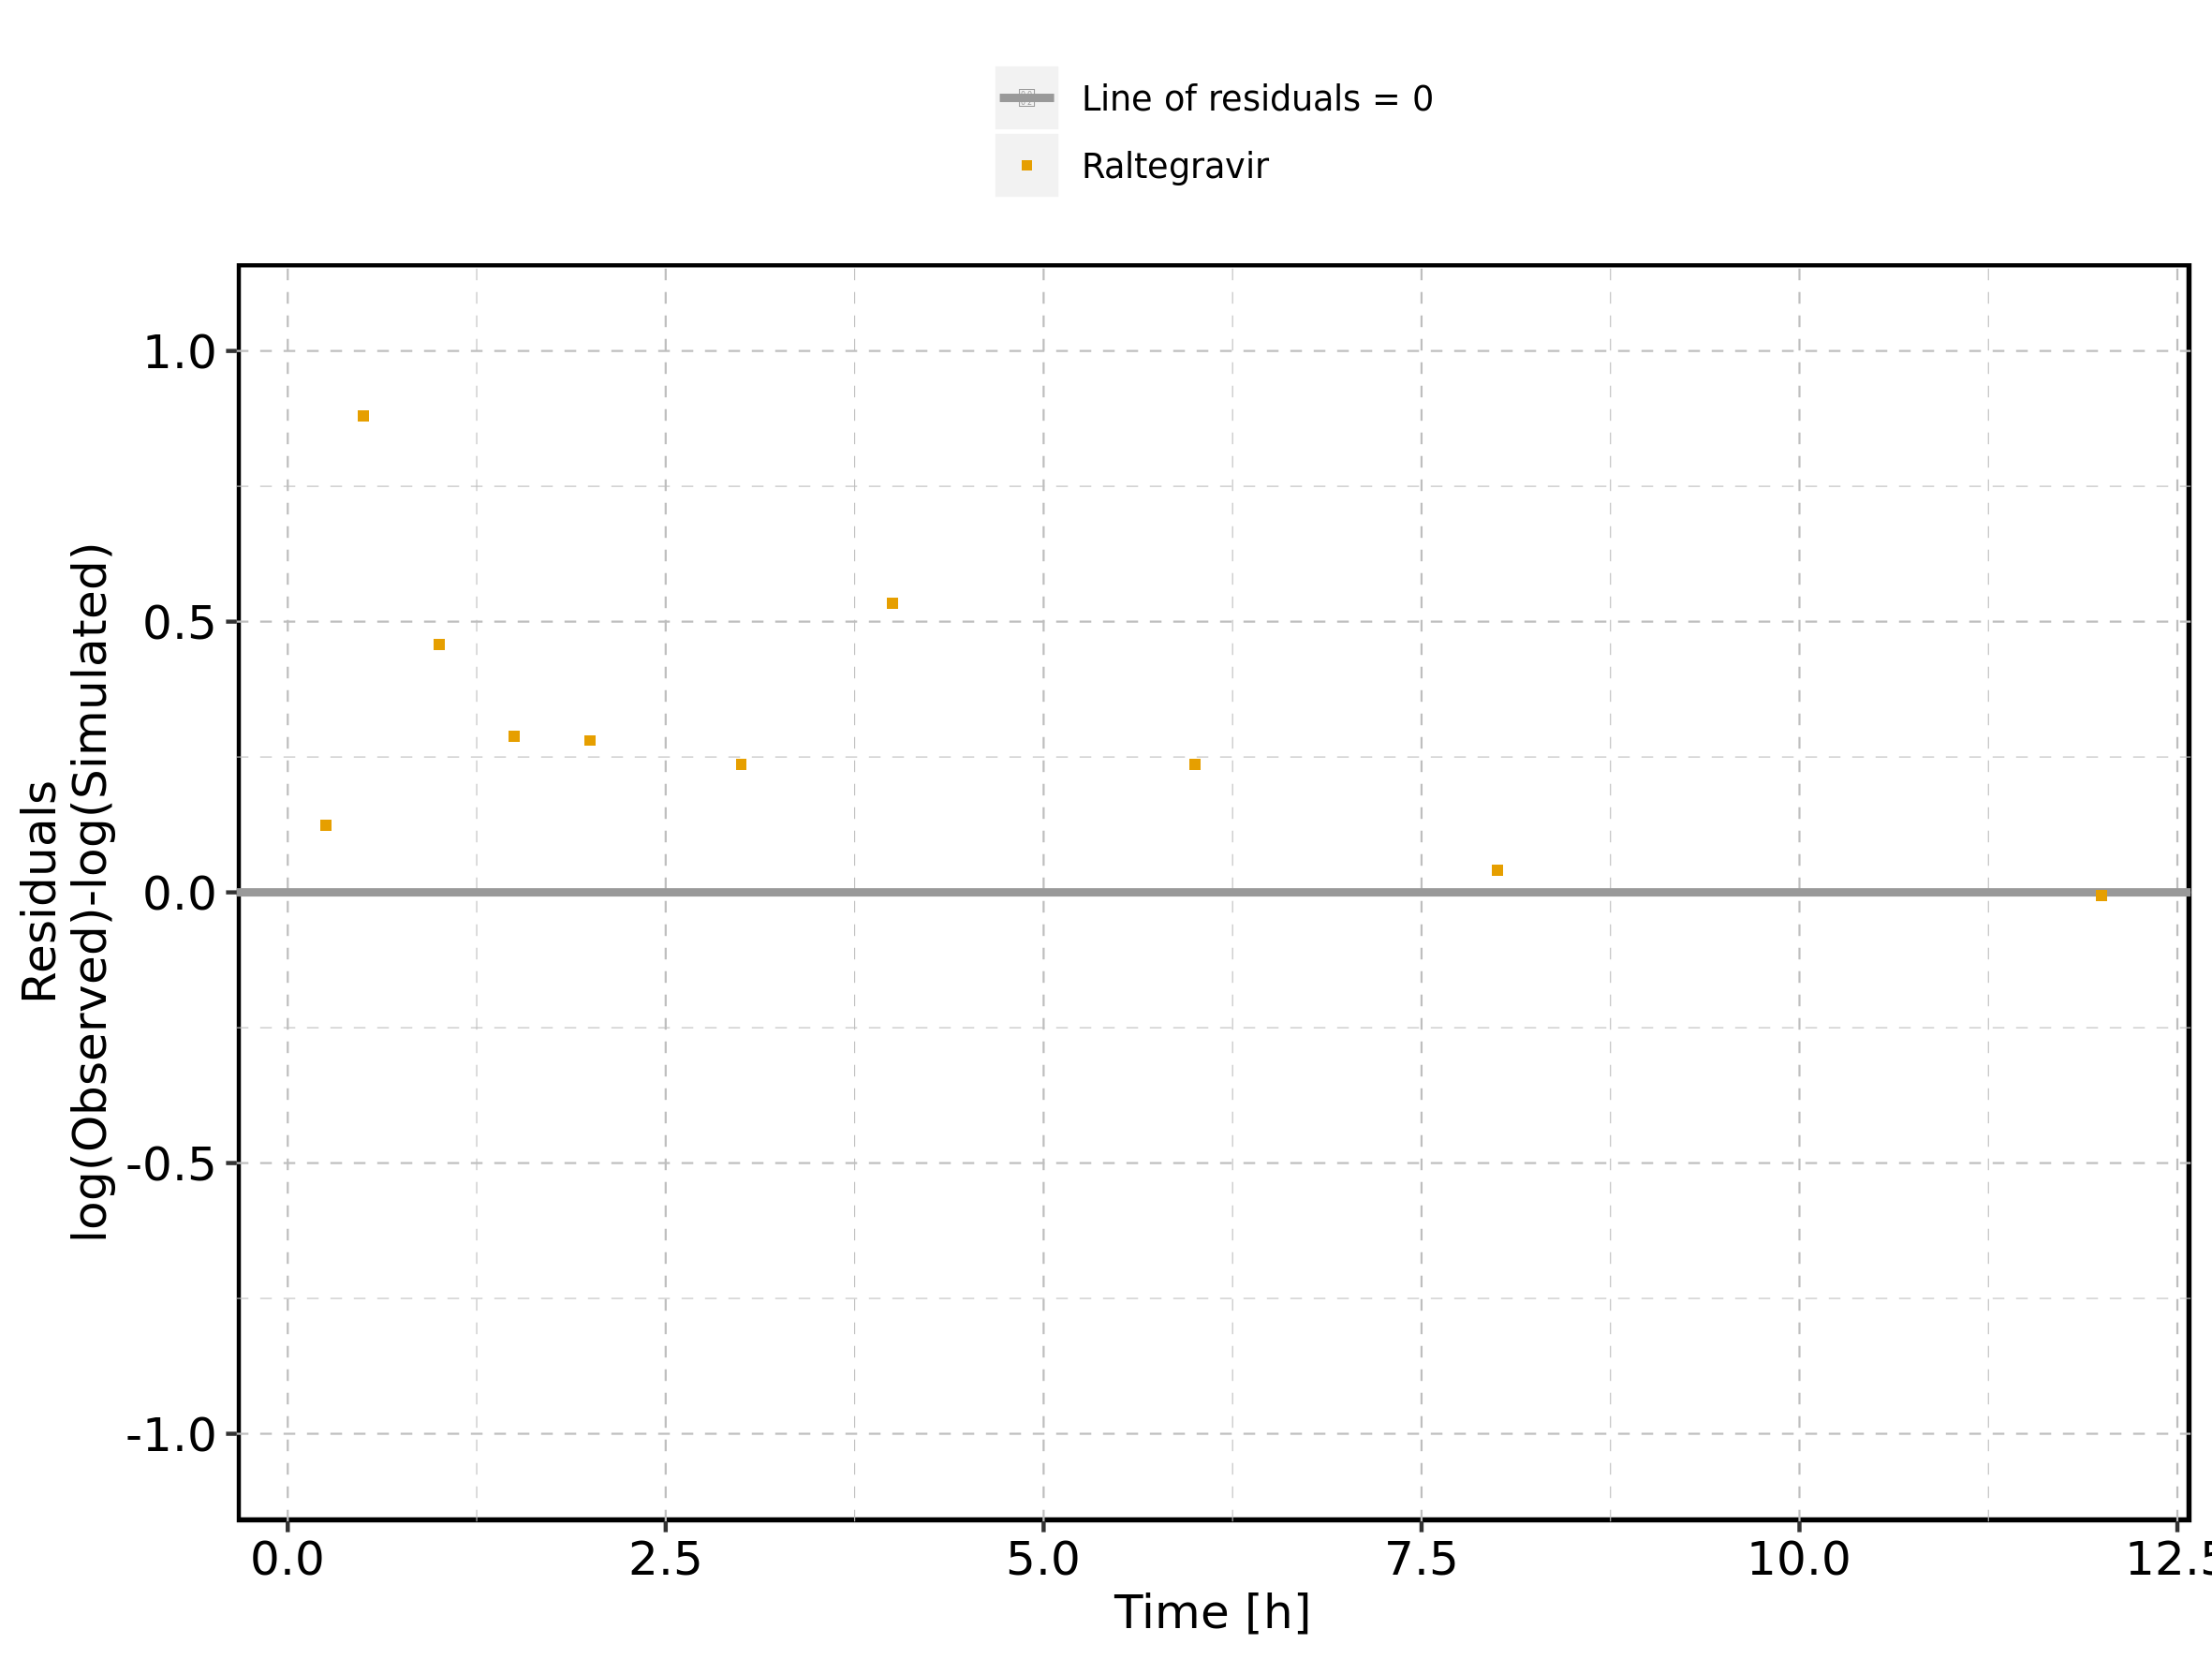 Line of residuals = 0
Raltegravir
Residuals
log(Observed)-log(Simulated)
1.0
0.5
0.0
-0.5
-1.0
0.0 2.5 5.0 7.5 10.0 12.5
Time [h]